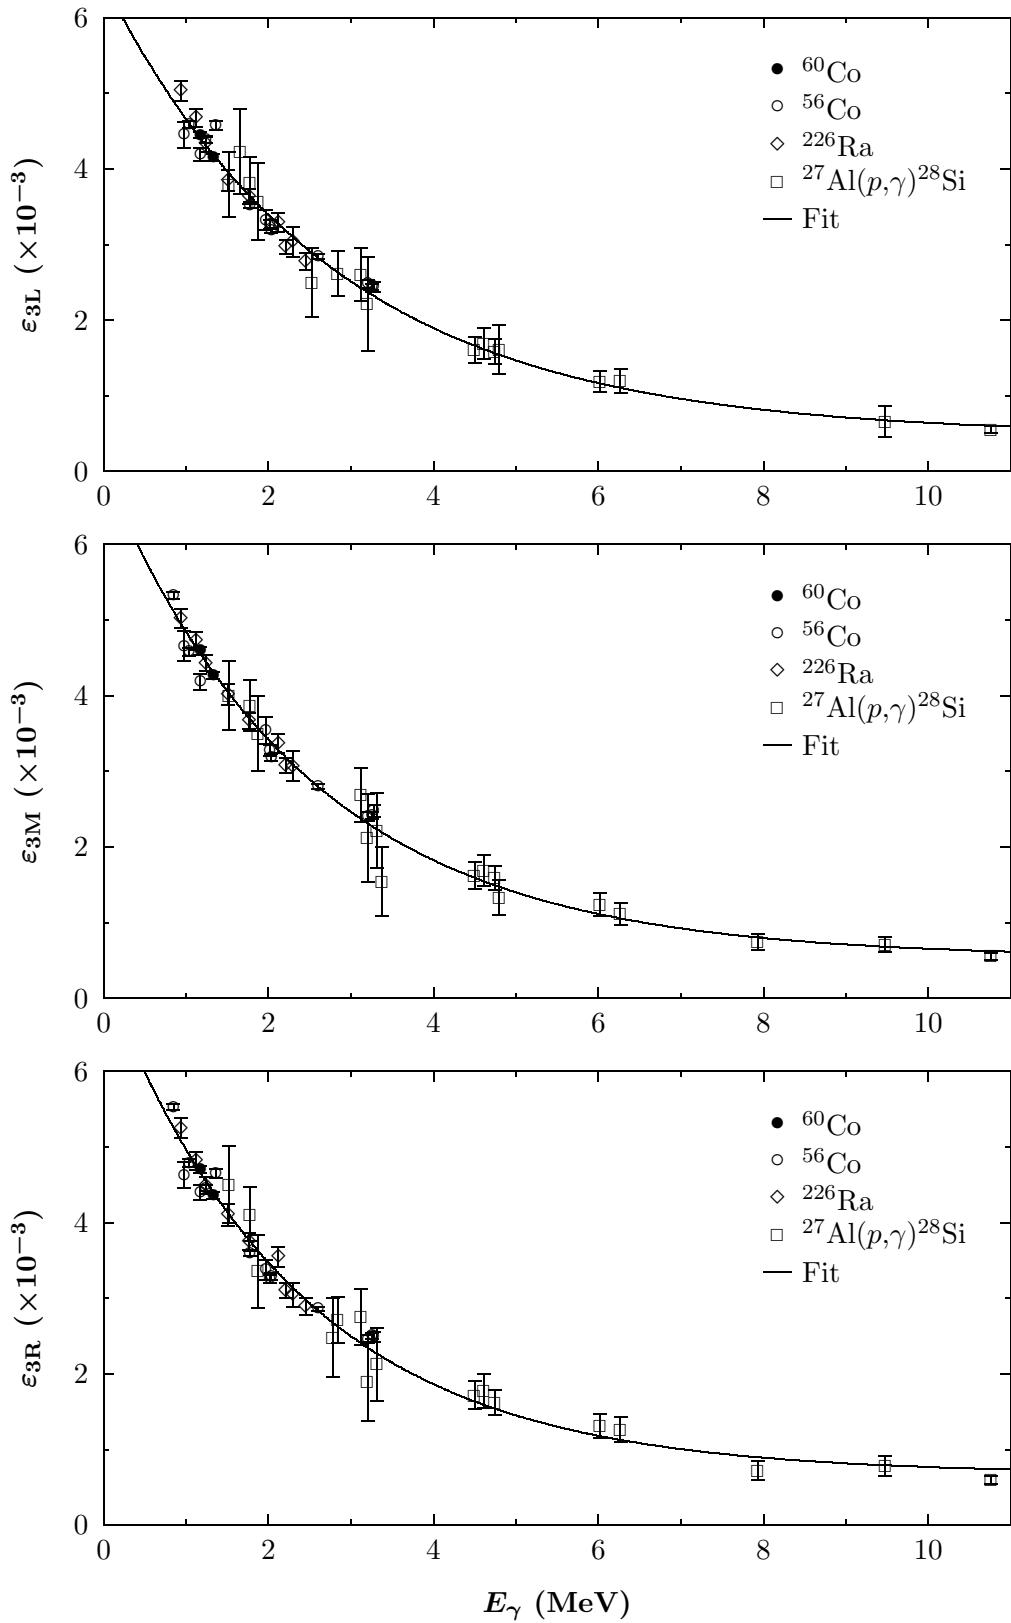 6
4
2
0
ε3L (×10−3)
60Co
56Co
226Ra
27Al(p,γ)28Si
Fit
0 2 4 6 8 10
6
4
2
0
ε3M (×10−3)
60Co
56Co
226Ra
27Al(p,γ)28Si
Fit
0 2 4 6 8 10
6
4
2
0
ε3R (×10−3)
60Co
56Co
226Ra
27Al(p,γ)28Si
Fit
0 2 4 6 8 10
Eγ (MeV)